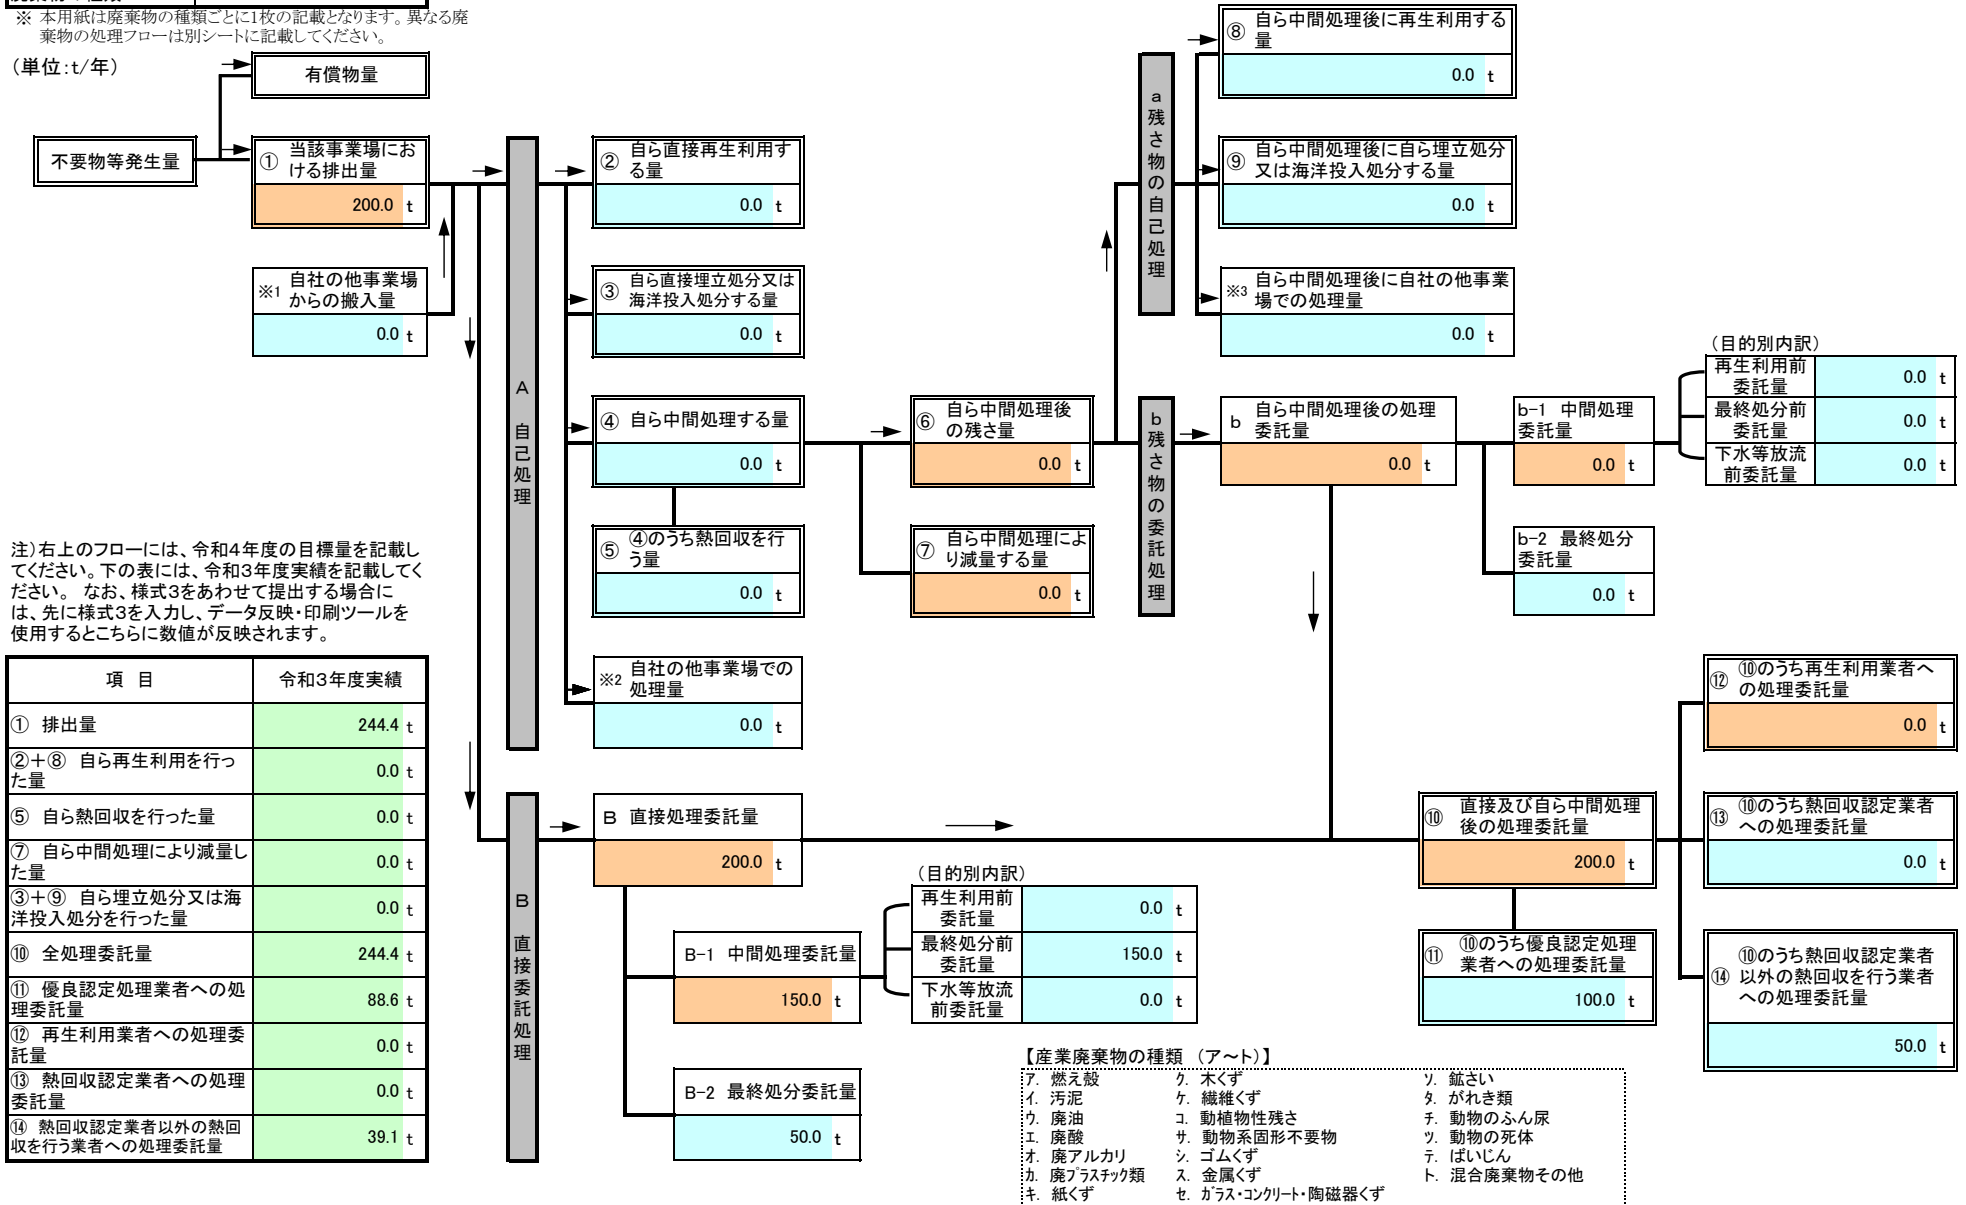 ※ 本用紙は廃棄物の種類ごとに1枚の記載となります。異なる廃
棄物の処理フローは別シートに記載してください。
(単位:t/年)
有償物量
不要物等発生量
① 当該事業場にお
ける排出量
200.0 t
※1 自社の他事業場
からの搬入量
0.0 t
A 自己処理
② 自ら直接再生利用す
る量
0.0 t
③ 自ら直接埋立処分又は
海洋投入処分する量
0.0 t
④ 自ら中間処理する量
0.0 t
⑤ ④のうち熱回収を行
う量
0.0 t
※2 自社の他事業場での
処理量
0.0 t
⑥ 自ら中間処理後
の残さ量
0.0 t
⑦ 自ら中間処理によ
り減量する量
0.0 t
a 残さ物の自己処理
⑧ 自ら中間処理後に再生利用する
量
0.0 t
⑨ 自ら中間処理後に自ら埋立処分
又は海洋投入処分する量
0.0 t
※3 自ら中間処理後に自社の他事業
場での処理量
0.0 t
b 残さ物の委託処理
b 自ら中間処理後の処理
委託量
0.0 t
b-1 中間処理
委託量
0.0 t
b-2 最終処分
委託量
0.0 t
(目的別内訳)
再生利用前
委託量
0.0 t
最終処分前
委託量
0.0 t
下水等放流
前委託量
0.0 t
注)右上のフローには、令和4年度の目標量を記載し
てください。下の表には、令和3年度実績を記載してく
ださい。 なお、様式3をあわせて提出する場合に
は、先に様式3を入力し、データ反映・印刷ツールを
使用するとこちらに数値が反映されます。
項 目 令和3年度実績
① 排出量 244.4 t
②+⑧ 自ら再生利用を行っ
た量 0.0 t
⑤ 自ら熱回収を行った量 0.0 t
⑦ 自ら中間処理により減量し
た量 0.0 t
③+⑨ 自ら埋立処分又は海
洋投入処分を行った量 0.0 t
⑩ 全処理委託量 244.4 t
⑪ 優良認定処理業者への処
理委託量 88.6 t
⑫ 再生利用業者への処理委
託量 0.0 t
⑬ 熱回収認定業者への処理
委託量 0.0 t
⑭ 熱回収認定業者以外の熱回
収を行う業者への処理委託量 39.1 t
B 直接委託処理
B 直接処理委託量
200.0 t
B-1 中間処理委託量
150.0 t
B-2 最終処分委託量
50.0 t
(目的別内訳)
再生利用前
委託量
0.0 t
最終処分前
委託量
150.0 t
下水等放流
前委託量
0.0 t
⑩ 直接及び自ら中間処理
後の処理委託量
200.0 t
⑪ ⑩のうち優良認定処理
業者への処理委託量
100.0 t
⑫ ⑩のうち再生利用業者へ
の処理委託量
0.0 t
⑬ ⑩のうち熱回収認定業者
への処理委託量
0.0 t
⑭ ⑩のうち熱回収認定業者
以外の熱回収を行う業者
への処理委託量
50.0 t
【産業廃棄物の種類 (ア~ト)】
ア. 燃え殻
イ. 汚泥
ウ. 廃油
エ. 廃酸
オ. 廃アルカリ
カ. 廃プラスチック類
キ. 紙くず
ク. 木くず
ケ. 繊維くず
コ. 動植物性残さ
サ. 動物系固形不要物
シ. ゴムくず
ス. 金属くず
セ. ガラス・コンクリート・陶磁器くず
ソ. 鉱さい
タ. がれき類
チ. 動物のふん尿
ツ. 動物の死体
テ. ばいじん
ト. 混合廃棄物その他